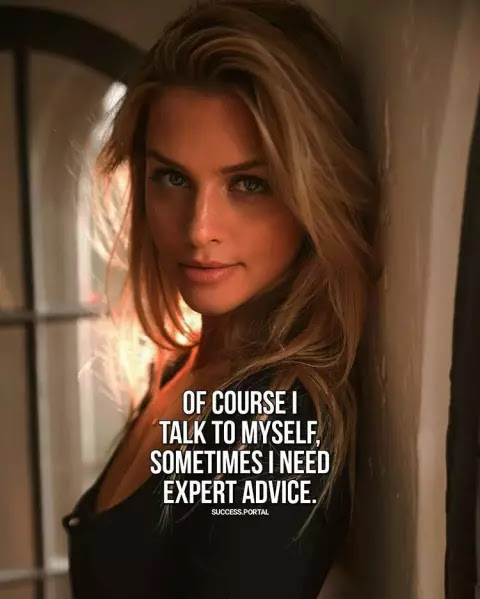 OF COURSE I
TALK TO MYSELF,
SOMETIMES I NEED
EXPERT ADVICE.
SUCCESS.PORTAL